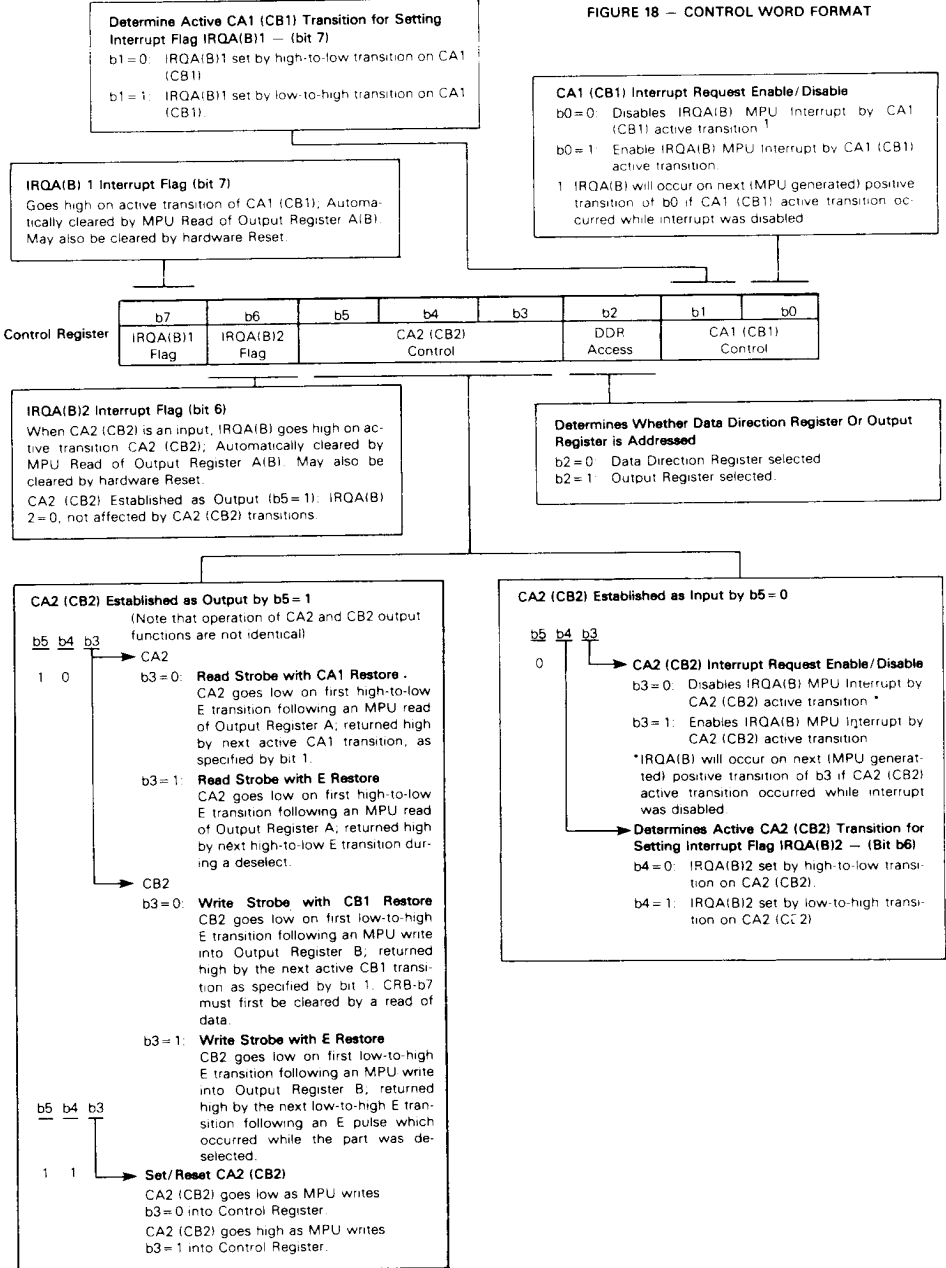 FIGURE 18 — CONTROL WORD FORMAT
Determine Active CA1 (CB1) Transition for Setting
Interrupt Flag IRQA(B)1 — (bit 7)
b1=0: IRQA(B)1 set by high-to-low transition on CA1
(CB1)
b1=1: IRQA(B)1 set by low-to-high transition on CA1
(CB1).
CA1 (CB1) Interrupt Request Enable/Disable
b0=0: Disables IRQA(B) MPU Interrupt by CA1
(CB1) active transition 1
b0=1: Enable IRQA(B) MPU Interrupt by CA1 (CB1)
active transition.
1 IRQA(B) will occur on next (MPU generated) positive
transition of b0 if CA1 (CB1) active transition oc-
curred while interrupt was disabled
IRQA(B) 1 Interrupt Flag (bit 7)
Goes high on active transition of CA1 (CB1); Automa-
tically cleared by MPU Read of Output Register A(B).
May also be cleared by hardware Reset.
Control Register
b7 b6 b5 b4 b3 b2 b1 b0
IRQA(B)1 IRQA(B)2 CA2 (CB2) DDR CA1 (CB1)
Flag Flag Control Access Control
IRQA(B)2 Interrupt Flag (bit 6)
When CA2 (CB2) is an input, IRQA(B) goes high on ac-
tive transition CA2 (CB2); Automatically cleared by
MPU Read of Output Register A(B). May also be
cleared by hardware Reset.
CA2 (CB2) Established as Output (b5=1): IRQA(B)
2=0, not affected by CA2 (CB2) transitions.
Determines Whether Data Direction Register Or Output
Register is Addressed
b2=0: Data Direction Register selected
b2=1: Output Register selected.
CA2 (CB2) Established as Output by b5=1
(Note that operation of CA2 and CB2 output
functions are not identical)
b5 b4 b3
CA2
1 0
b3=0: Read Strobe with CA1 Restore.
CA2 goes low on first high-to-low
E transition following an MPU read
of Output Register A; returned high
by next active CA1 transition, as
specified by bit 1.
b3=1: Read Strobe with E Restore
CA2 goes low on first high-to-low
E transition following an MPU read
of Output Register A; returned high
by next high-to-low E transition dur-
ing a deselect.
CB2
b3=0: Write Strobe with CB1 Restore
CB2 goes low on first low-to-high
E transition following an MPU write
into Output Register B; returned
high by the next active CB1 transi-
tion as specified by bit 1. CRB-b7
must first be cleared by a read of
data.
b3=1: Write Strobe with E Restore
CB2 goes low on first low-to-high
E transition following an MPU write
into Output Register B; returned
high by the next low-to-high E tran-
sition following an E pulse which
occurred while the part was de-
selected.
b5 b4 b3
1 1 Set/Reset CA2 (CB2)
CA2 (CB2) goes low as MPU writes
b3=0 into Control Register.
CA2 (CB2) goes high as MPU writes
b3=1 into Control Register.
CA2 (CB2) Established as Input by b5=0
b5 b4 b3
0 CA2 (CB2) Interrupt Request Enable/Disable
b3=0: Disables IRQA(B) MPU Interrupt by
CA2 (CB2) active transition *
b3=1: Enables IRQA(B) MPU Interrupt by
CA2 (CB2) active transition
*IRQA(B) will occur on next (MPU generat-
ted) positive transition of b3 if CA2 (CB2)
active transition occurred while interrupt
was disabled
Determines Active CA2 (CB2) Transition for
Setting Interrupt Flag IRQA(B)2 — (Bit b6)
b4=0: IRQA(B)2 set by high-to-low transi-
tion on CA2 (CB2).
b4=1: IRQA(B)2 set by low-to-high transi-
tion on CA2 (CB2)